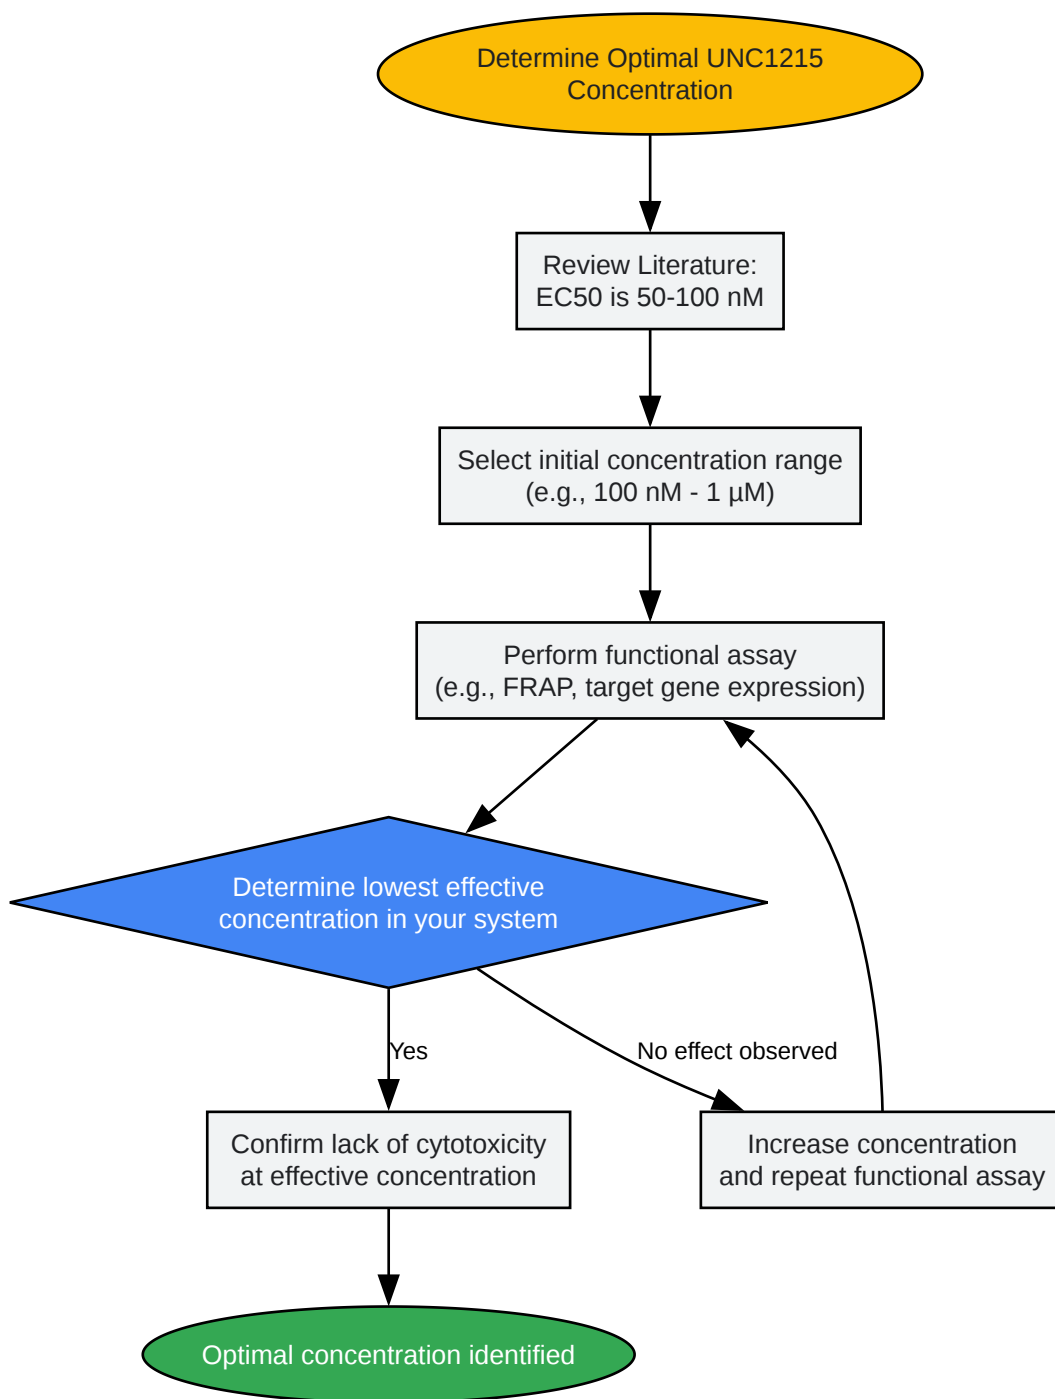 Determine Optimal UNC1215
Concentration
Review Literature:
EC50 is 50-100 nM
Select initial concentration range
(e.g., 100 nM - 1 µM)
Perform functional assay
(e.g., FRAP, target gene expression)
Determine lowest effective
concentration in your system
Yes
No effect observed
Confirm lack of cytotoxicity
at effective concentration
Increase concentration
and repeat functional assay
Optimal concentration identified